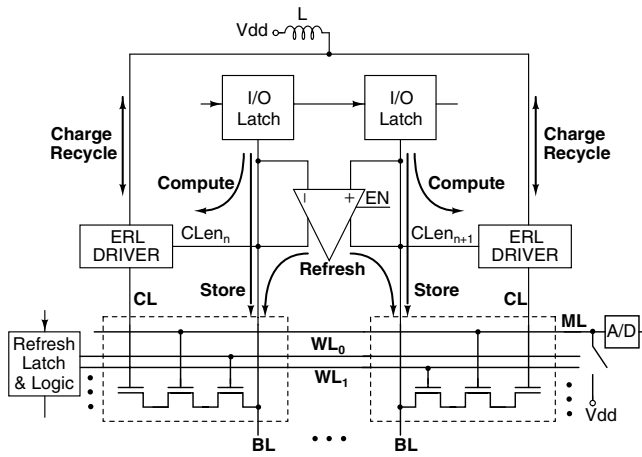 L
Vdd
I/O
Latch
I/O
Latch
Charge
Recycle
Charge
Recycle
Compute
Compute
− +
EN
ERL
DRIVER
CLenₙ
CLenₙ₊₁
ERL
DRIVER
Refresh
CL
Store
Store
CL
ML
A/D
Refresh
Latch
& Logic
WL₀
WL₁
Vdd
BL
• • •
BL